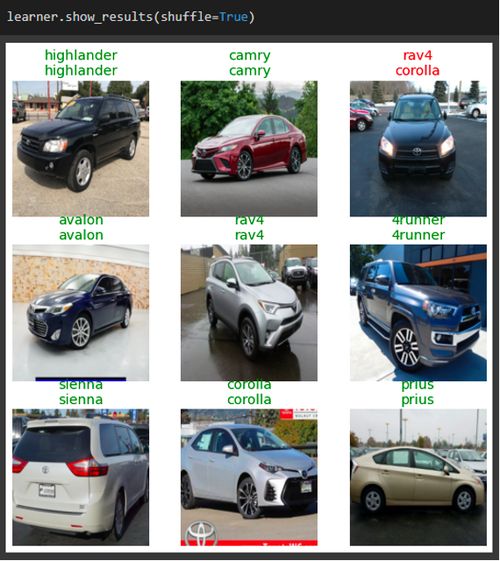 learner.show_results(shuffle=True)
highlander camry rav4
highlander camry corolla
avalon rav4 4runner
avalon rav4 4runner
sienna corolla prius
sienna corolla prius